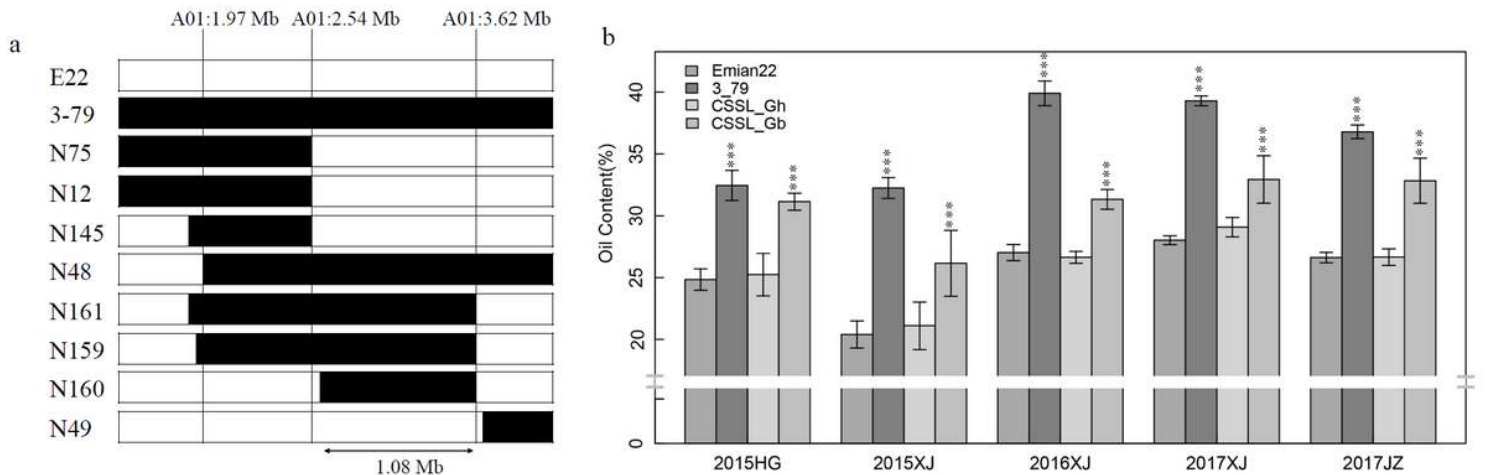 a
A01:1.97 Mb A01:2.54 Mb A01:3.62 Mb
E22
3-79
N75
N12
N145
N48
N161
N159
N160
N49
1.08 Mb
b
Oil Content(%)
40
35
30
25
20
0
Emian22
3_79
CSSL_Gh
CSSL_Gb
*** *** *** *** *** *** *** *** *** ***
2015HG 2015XJ 2016XJ 2017XJ 2017JZ